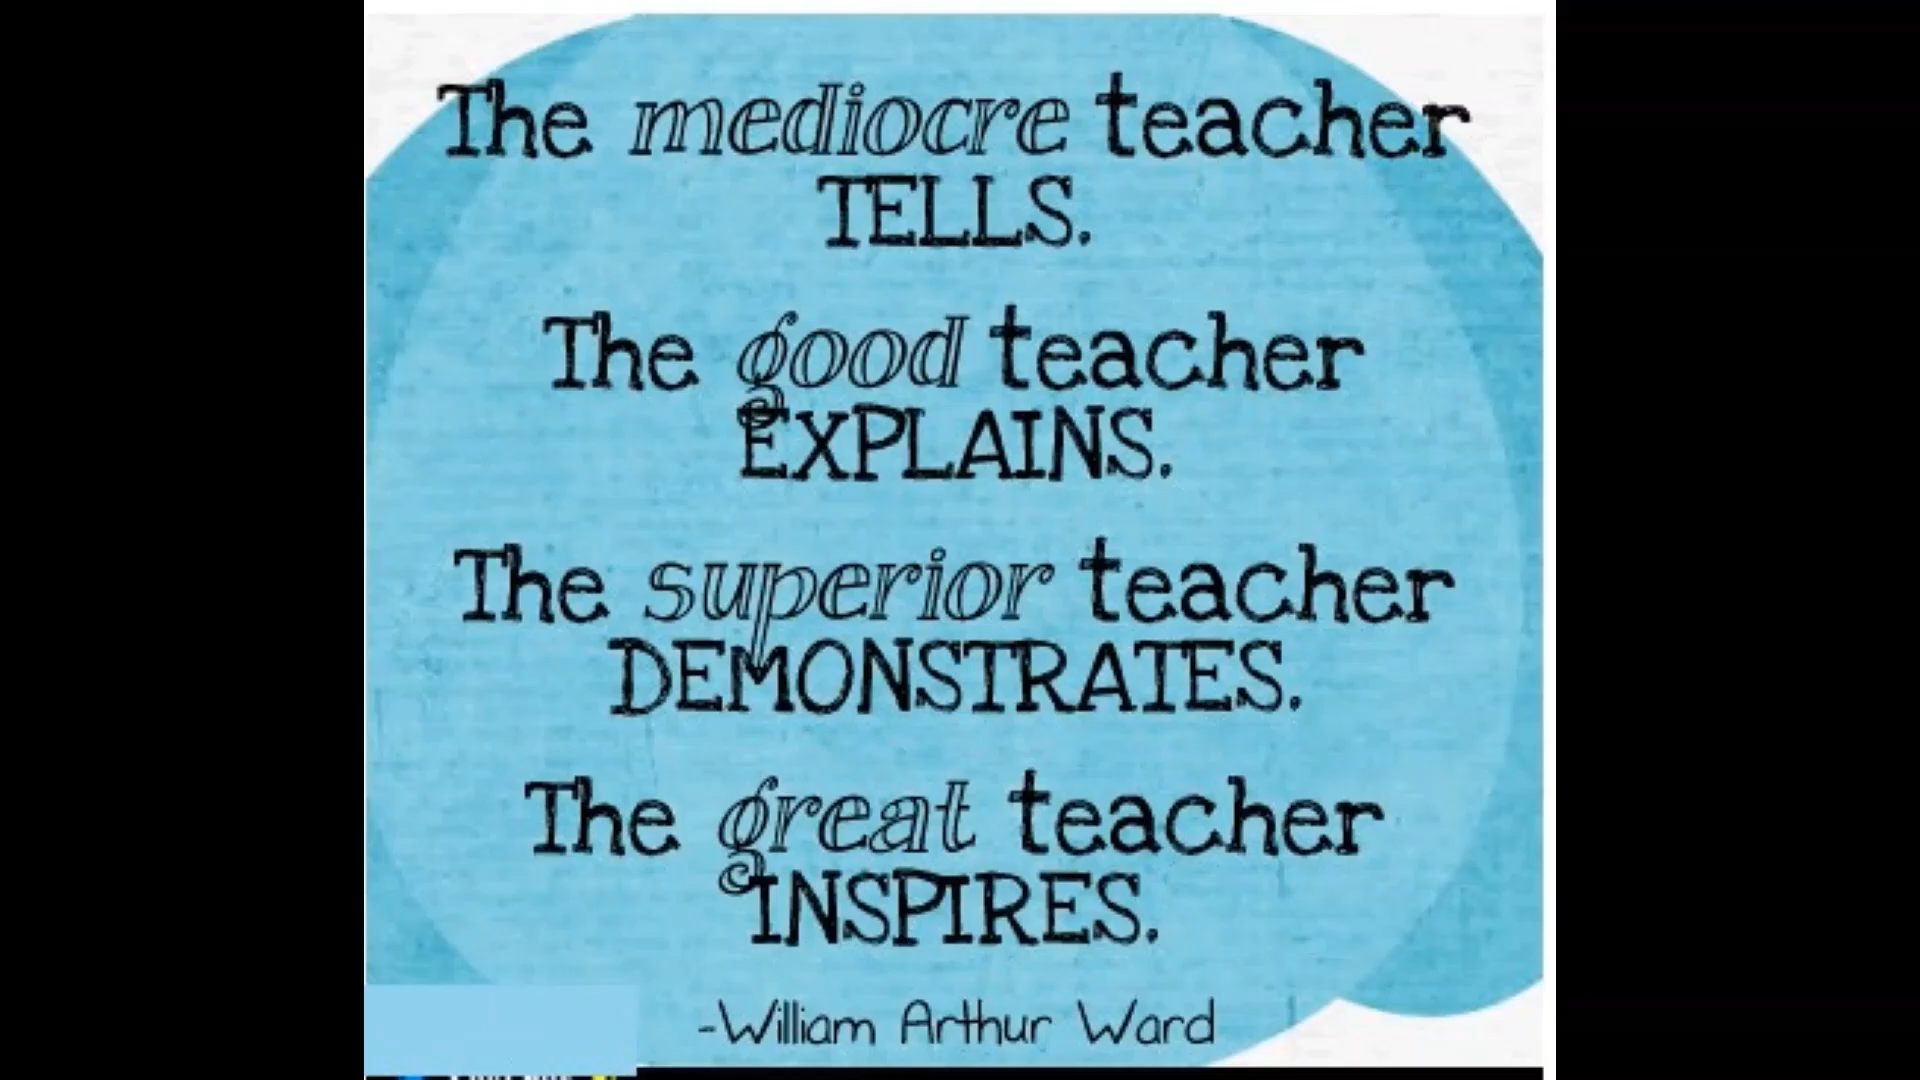 The mediocre teacher
TELLS.
The good teacher
EXPLAINS.
The superior teacher
DEMONSTRATES.
The great teacher
INSPIRES.
-William Arthur Ward